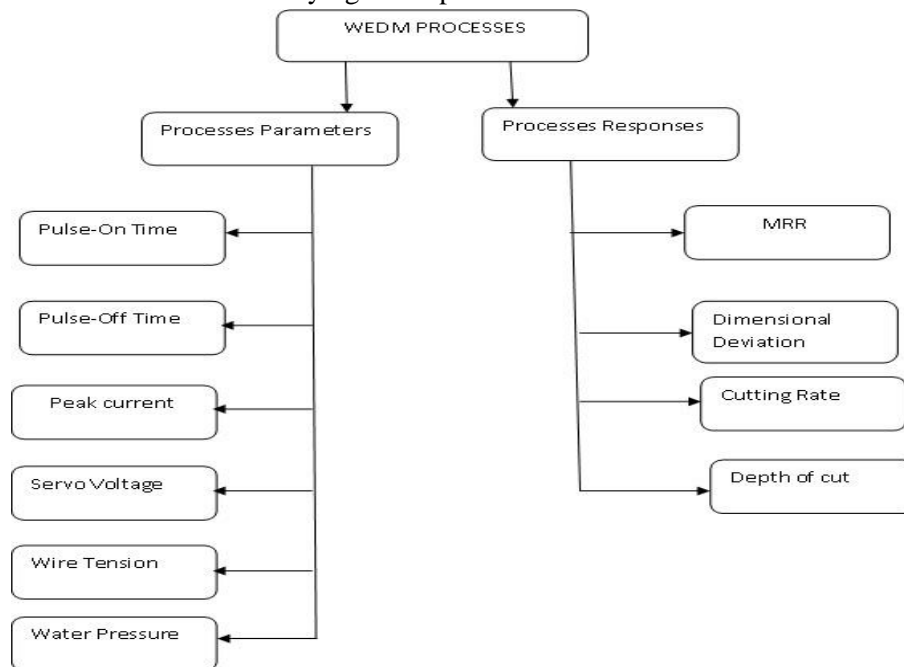 WEDM PROCESSES
Processes Parameters
Processes Responses
Pulse-On Time
Pulse-Off Time
Peak current
Servo Voltage
Wire Tension
Water Pressure
MRR
Dimensional
Deviation
Cutting Rate
Depth of cut